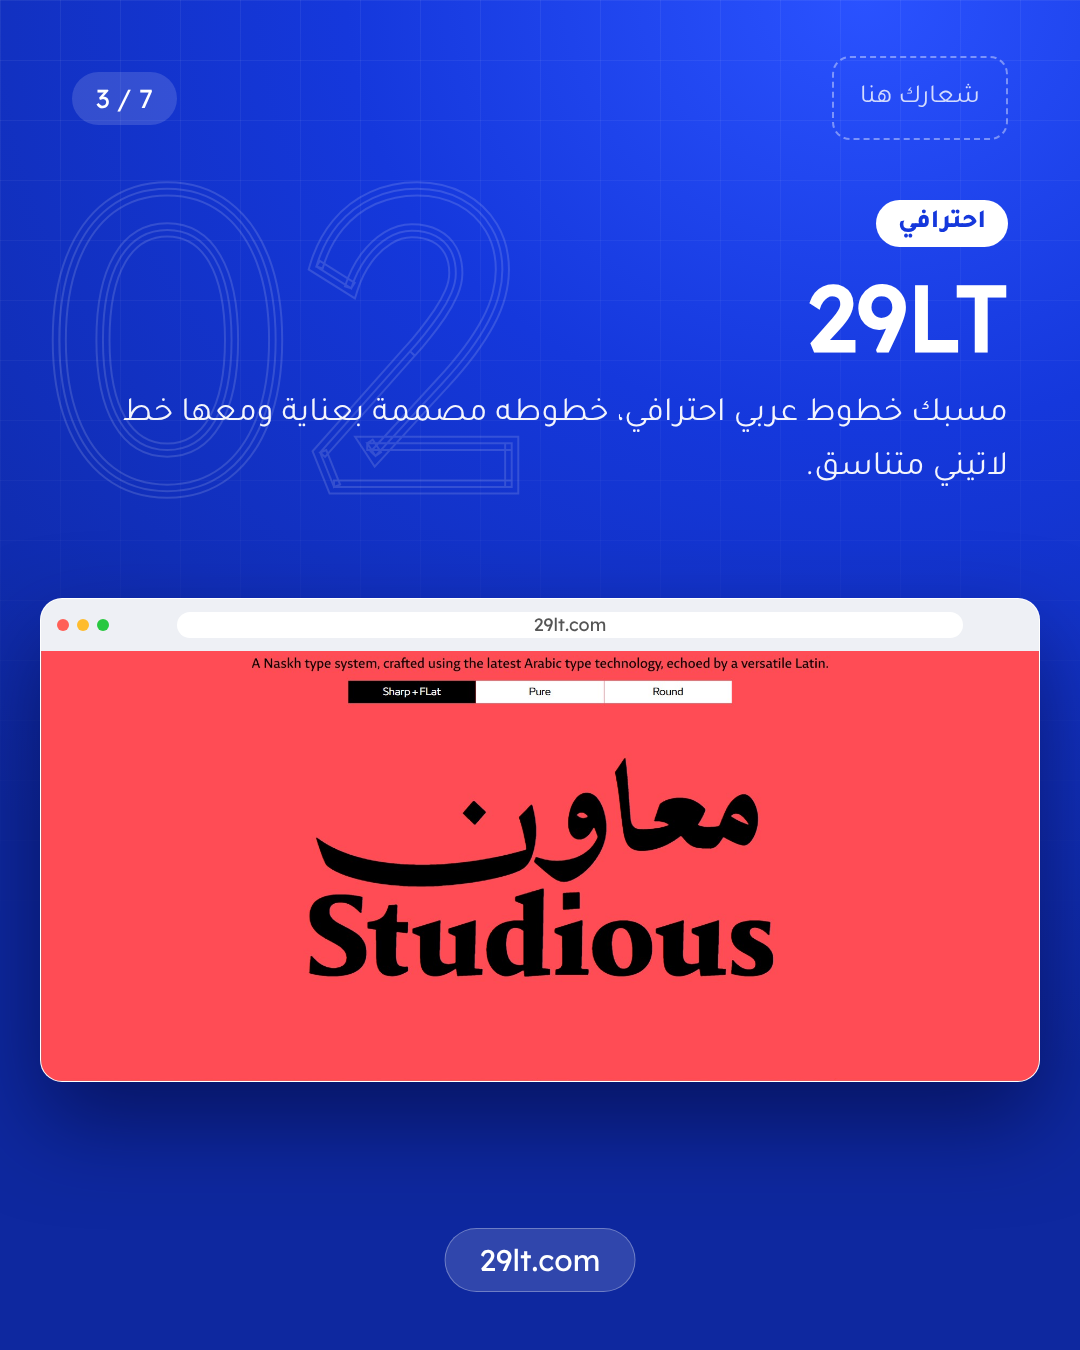 شعارك هنا
3 / 7
02
احترافي
29LT
مسبك خطوط عربي احترافي، خطوطه مصممة بعناية ومعها خط
لاتيني متناسق.
29lt.com
A Naskh type system, crafted using the latest Arabic type technology, echoed by a versatile Latin.
Sharp+FLat
Pure
Round
معاون
Studious
29lt.com